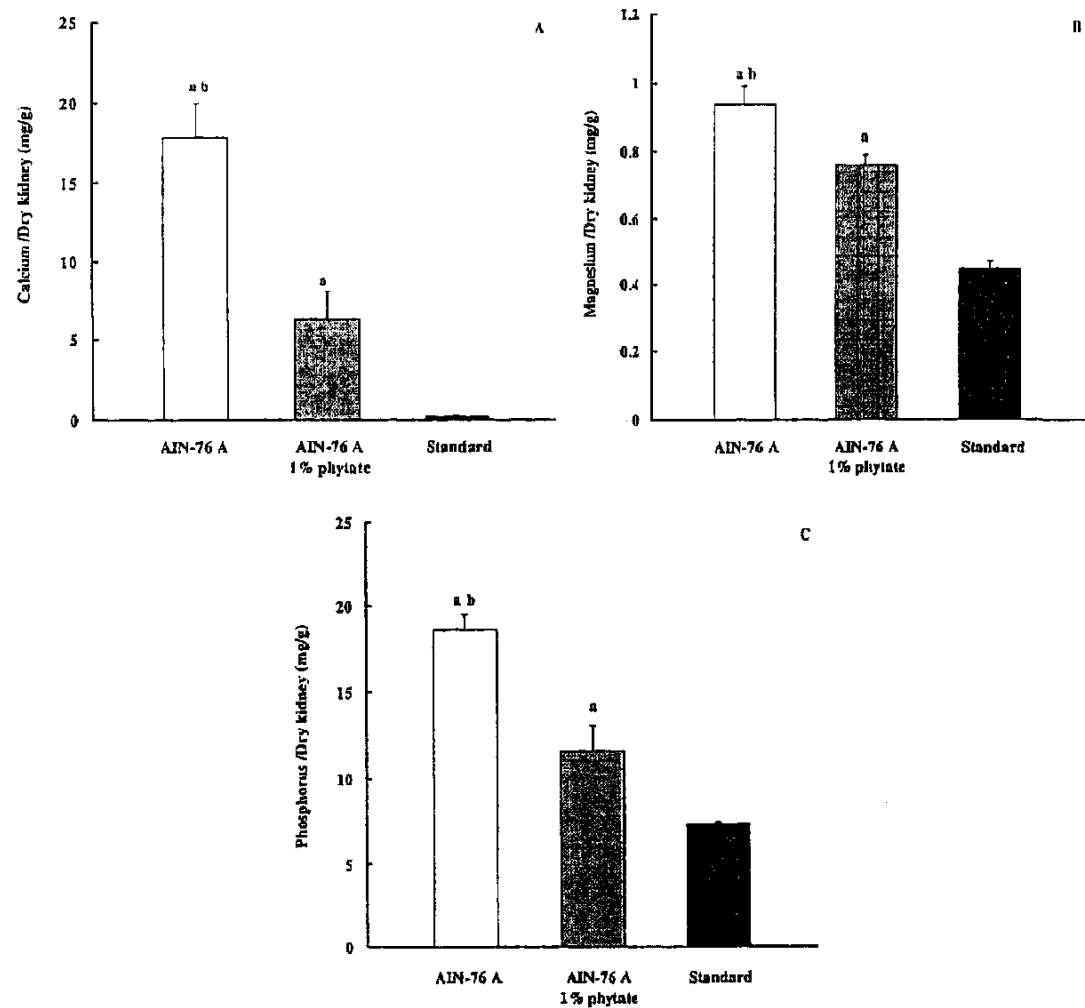 A
25
20
15
10
5
0
Calcium /Dry kidney (mg/g)
a b
a
AIN-76 A
AIN-76 A
1% phytate
Standard
B
1.2
1
0.8
0.6
0.4
0.2
0
Magnesium /Dry kidney (mg/g)
a b
a
AIN-76 A
AIN-76 A
1% phytate
Standard
C
25
20
15
10
5
0
Phosphorus /Dry kidney (mg/g)
a b
a
AIN-76 A
AIN-76 A
1% phytate
Standard